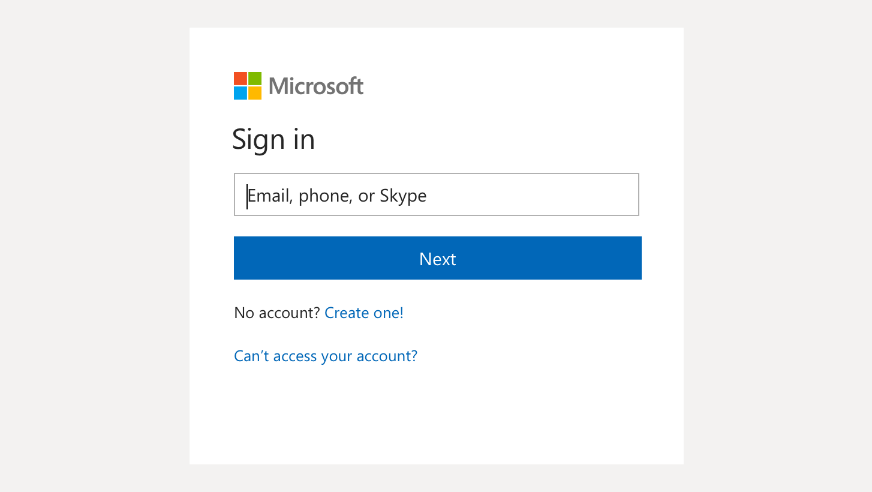 Microsoft
Sign in
Email, phone, or Skype
Next
No account? Create one!
Can’t access your account?